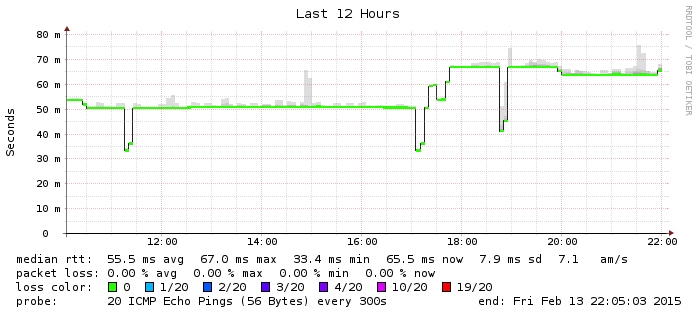 Last 12 Hours
RRDTOOL / TOBI OETIKER
Seconds
80 m
70 m
60 m
50 m
40 m
30 m
20 m
10 m
0
12:00 14:00 16:00 18:00 20:00 22:00
median rtt: 55.5 ms avg 67.0 ms max 33.4 ms min 65.5 ms now 7.9 ms sd 7.1 am/s
packet loss: 0.00 % avg 0.00 % max 0.00 % min 0.00 % now
loss color: 0 1/20 2/20 3/20 4/20 10/20 19/20
probe: 20 ICMP Echo Pings (56 Bytes) every 300s end: Fri Feb 13 22:05:03 2015